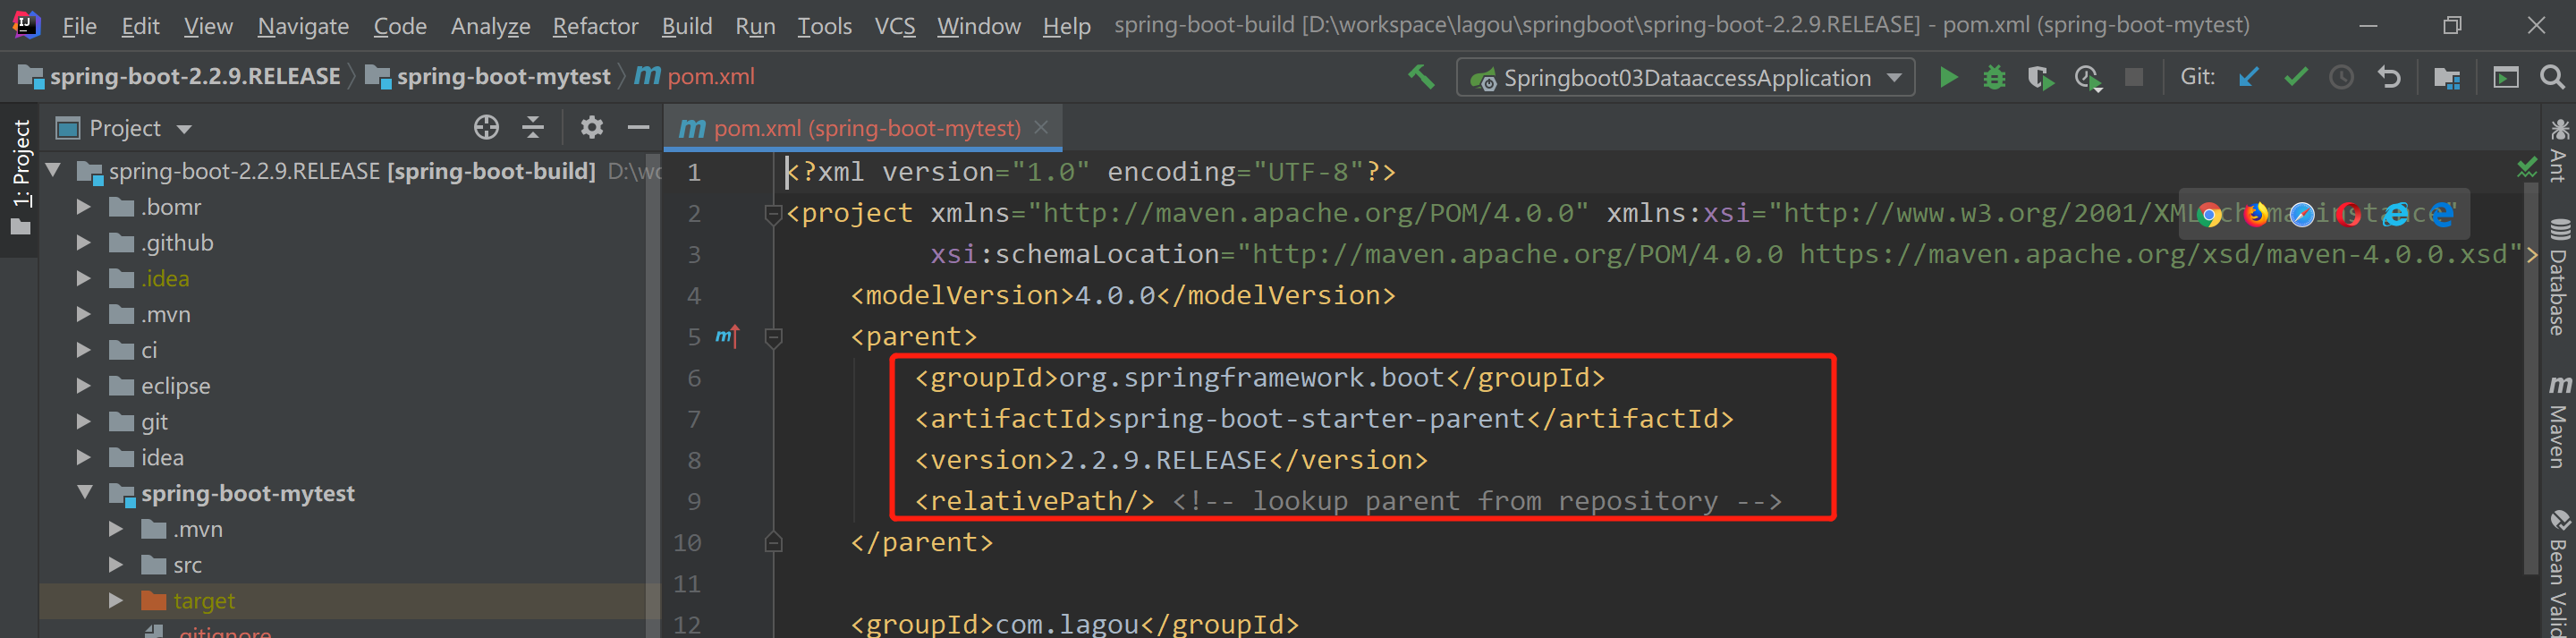 File Edit View Navigate Code Analyze Refactor Build Run Tools VCS Window Help spring-boot-build [D:\workspace\lagou\springboot\spring-boot-2.2.9.RELEASE] - pom.xml (spring-boot-mytest)
spring-boot-2.2.9.RELEASE spring-boot-mytest m pom.xml Springboot03DataaccessApplication Git:
1: Project
Project
spring-boot-2.2.9.RELEASE [spring-boot-build] D:\wo
.bomr
.github
.idea
.mvn
ci
eclipse
git
idea
spring-boot-mytest
.mvn
src
target
.gitignore
m pom.xml (spring-boot-mytest)
1 <?xml version="1.0" encoding="UTF-8"?>
2 <project xmlns="http://maven.apache.org/POM/4.0.0" xmlns:xsi="http://www.w3.org/2001/XMLSchema-instance"
3 xsi:schemaLocation="http://maven.apache.org/POM/4.0.0 https://maven.apache.org/xsd/maven-4.0.0.xsd">
4 <modelVersion>4.0.0</modelVersion>
5 m <parent>
6 <groupId>org.springframework.boot</groupId>
7 <artifactId>spring-boot-starter-parent</artifactId>
8 <version>2.2.9.RELEASE</version>
9 <relativePath/> <!-- lookup parent from repository -->
10 </parent>
11
12 <groupId>com.lagou</groupId>
Ant
Database
m Maven
Bean Valid